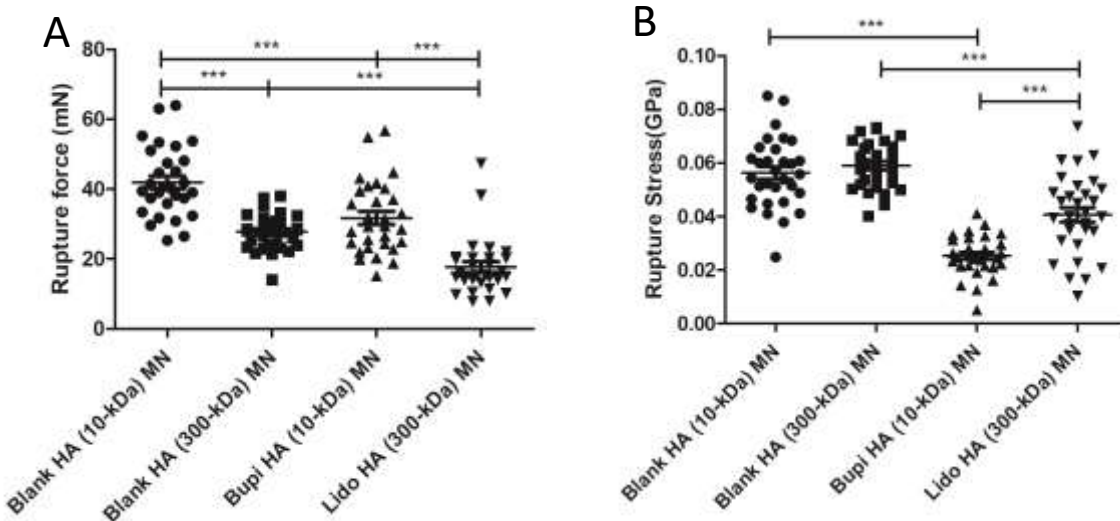 A
Rupture force (mN)
80
60
40
20
0
***
***
***
***
Blank HA (10-kDa) MN
Blank HA (300-kDa) MN
Bupi HA (10-kDa) MN
Lido HA (300-kDa) MN
B
Rupture Stress(GPa)
0.10
0.08
0.06
0.04
0.02
0.00
***
***
***
Blank HA (10-kDa) MN
Blank HA (300-kDa) MN
Bupi HA (10-kDa) MN
Lido HA (300-kDa) MN